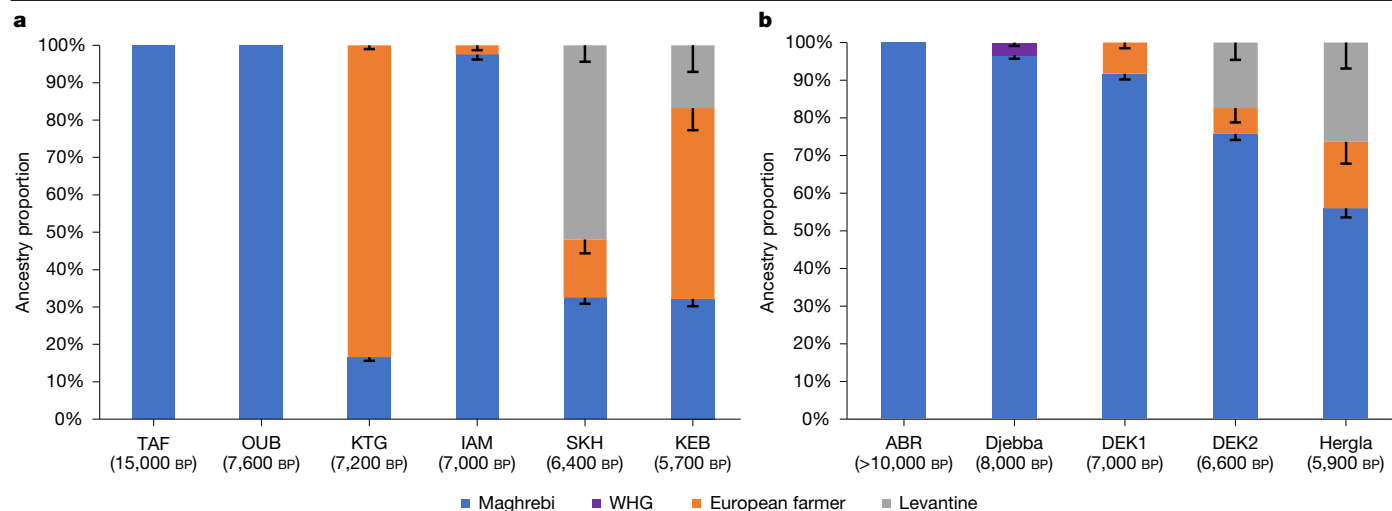 a
100%
90%
80%
70%
60%
50%
40%
30%
20%
10%
0%
Ancestry proportion
TAF
(15,000 BP)
OUB
(7,600 BP)
KTG
(7,200 BP)
IAM
(7,000 BP)
SKH
(6,400 BP)
KEB
(5,700 BP)
b
100%
90%
80%
70%
60%
50%
40%
30%
20%
10%
0%
Ancestry proportion
ABR
(>10,000 BP)
Djebba
(8,000 BP)
DEK1
(7,000 BP)
DEK2
(6,600 BP)
Hergla
(5,900 BP)
Maghrebi
WHG
European farmer
Levantine